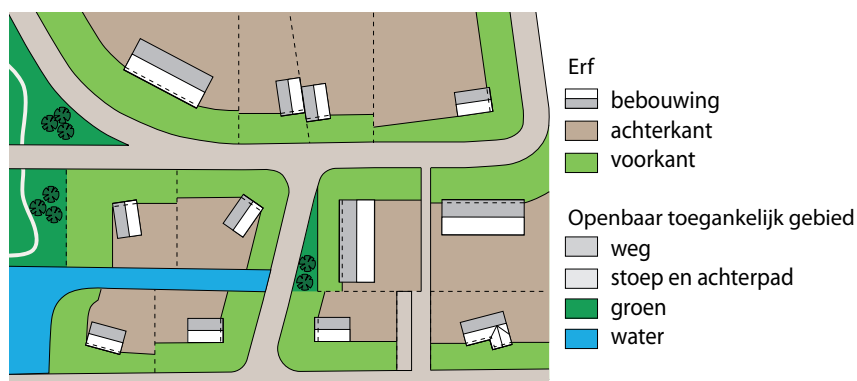 Erf
bebouwing
achterkant
voorkant
Openbaar toegankelijk gebied
weg
stoep en achterpad
groen
water